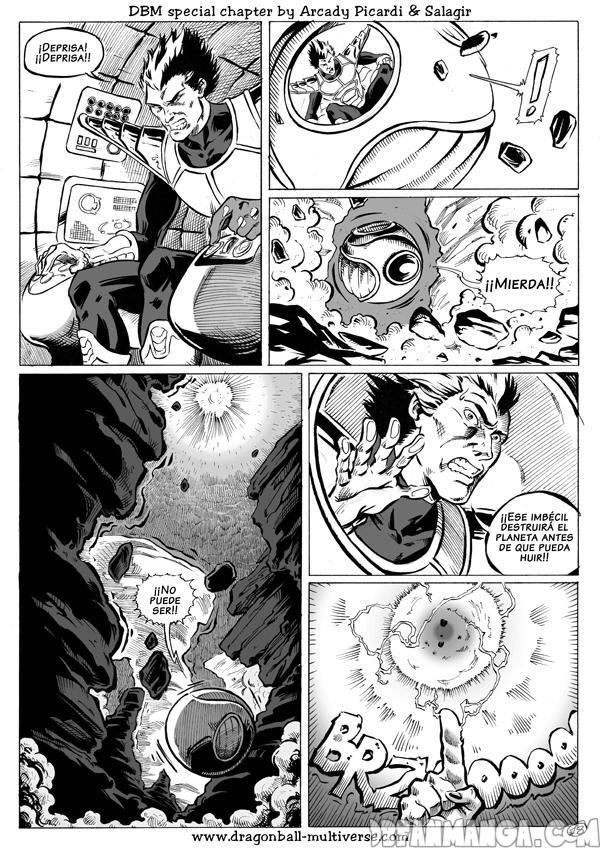 DBM special chapter by Arcady Picardi & Salagir
¡DEPRISA!
¡¡DEPRISA!!
!
¡¡MIERDA!!
¡¡NO
PUEDE
SER!!
¡¡ESE IMBÉCIL
DESTRUIRÁ EL
PLANETA ANTES
DE QUE PUEDA
HUIR!!
www.dragonball-multiverse.com